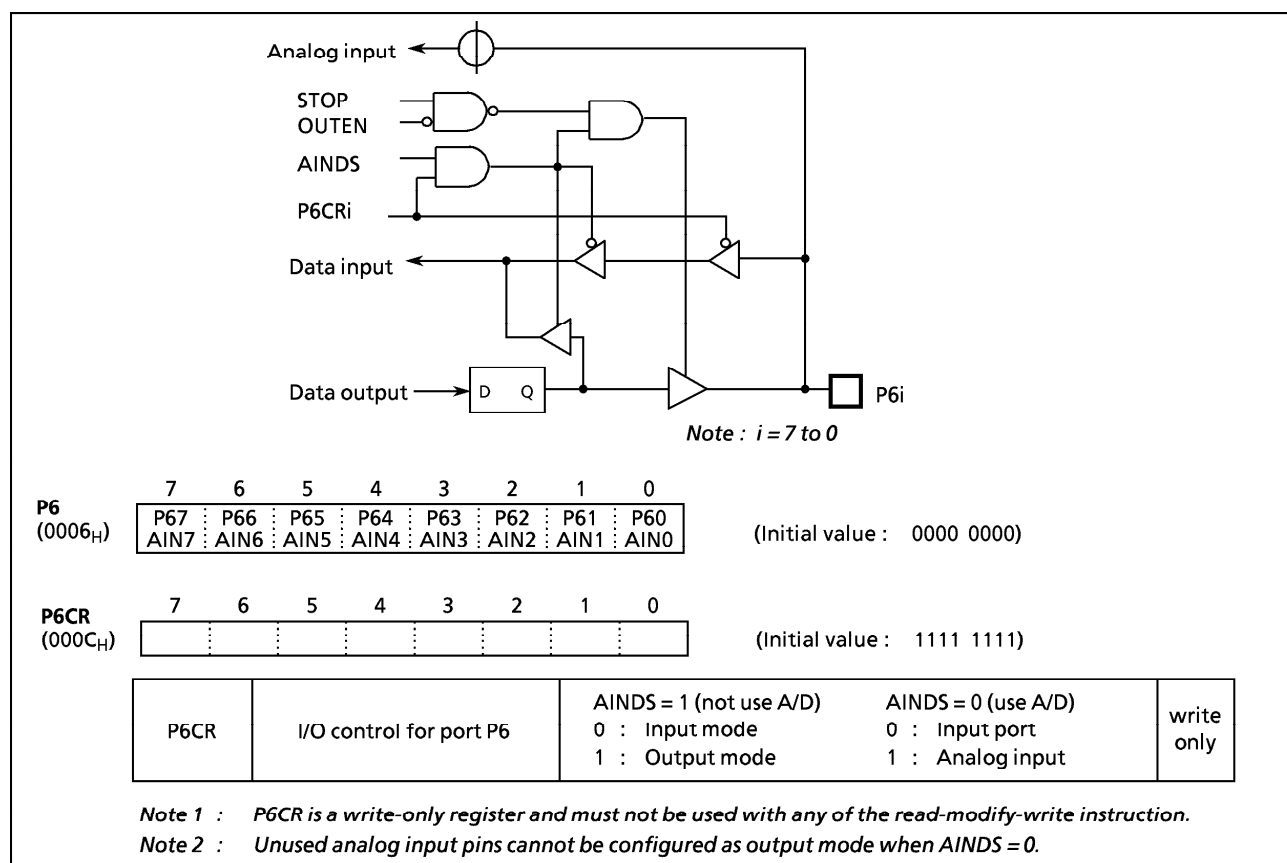 Analog input
STOP
OUTEN
AINDS
P6CRi
Data input
Data output
D Q
P6i
Note : i = 7 to 0
7 6 5 4 3 2 1 0
P6
(0006H)
P67 P66 P65 P64 P63 P62 P61 P60
AIN7 AIN6 AIN5 AIN4 AIN3 AIN2 AIN1 AIN0
(Initial value : 0000 0000)
7 6 5 4 3 2 1 0
P6CR
(000CH)
(Initial value : 1111 1111)
P6CR
I/O control for port P6
AINDS = 1 (not use A/D)
0 : Input mode
1 : Output mode
AINDS = 0 (use A/D)
0 : Input port
1 : Analog input
write
only
Note 1 : P6CR is a write-only register and must not be used with any of the read-modify-write instruction.
Note 2 : Unused analog input pins cannot be configured as output mode when AINDS = 0.